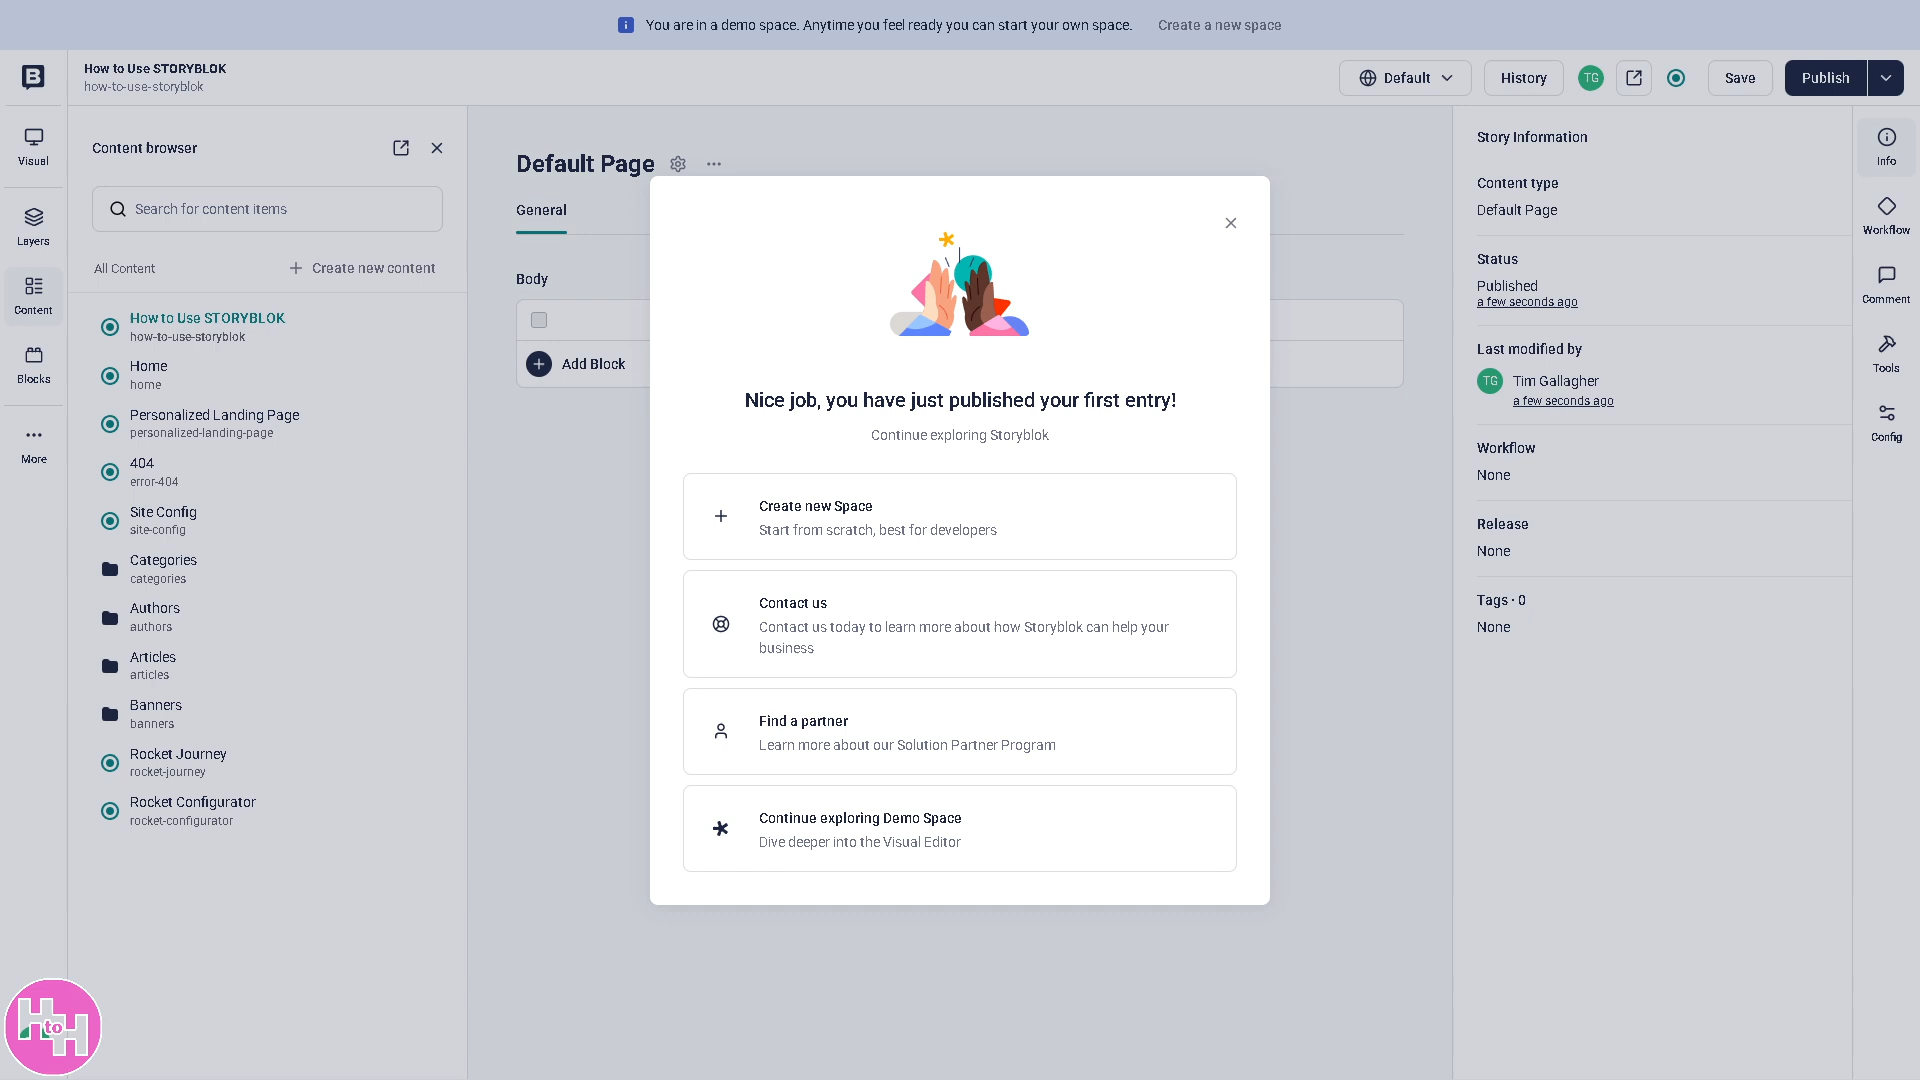 You are in a demo space. Anytime you feel ready you can start your own space. Create a new space
How to Use STORYBLOK
how-to-use-storyblok
Default
History
TG
Save
Publish
Visual
Layers
Content
Blocks
More
Content browser
Search for content items
All Content
Create new content
How to Use STORYBLOK
how-to-use-storyblok
Home
home
Personalized Landing Page
personalized-landing-page
404
error-404
Site Config
site-config
Categories
categories
Authors
authors
Articles
articles
Banners
banners
Rocket Journey
rocket-journey
Rocket Configurator
rocket-configurator
H to H
Default Page
General
Body
Add Block
Nice job, you have just published your first entry!
Continue exploring Storyblok
Create new Space
Start from scratch, best for developers
Contact us
Contact us today to learn more about how Storyblok can help your
business
Find a partner
Learn more about our Solution Partner Program
Continue exploring Demo Space
Dive deeper into the Visual Editor
Story Information
Content type
Default Page
Status
Published
a few seconds ago
Last modified by
TG
Tim Gallagher
a few seconds ago
Workflow
None
Release
None
Tags · 0
None
Info
Workflow
Comment
Tools
Config